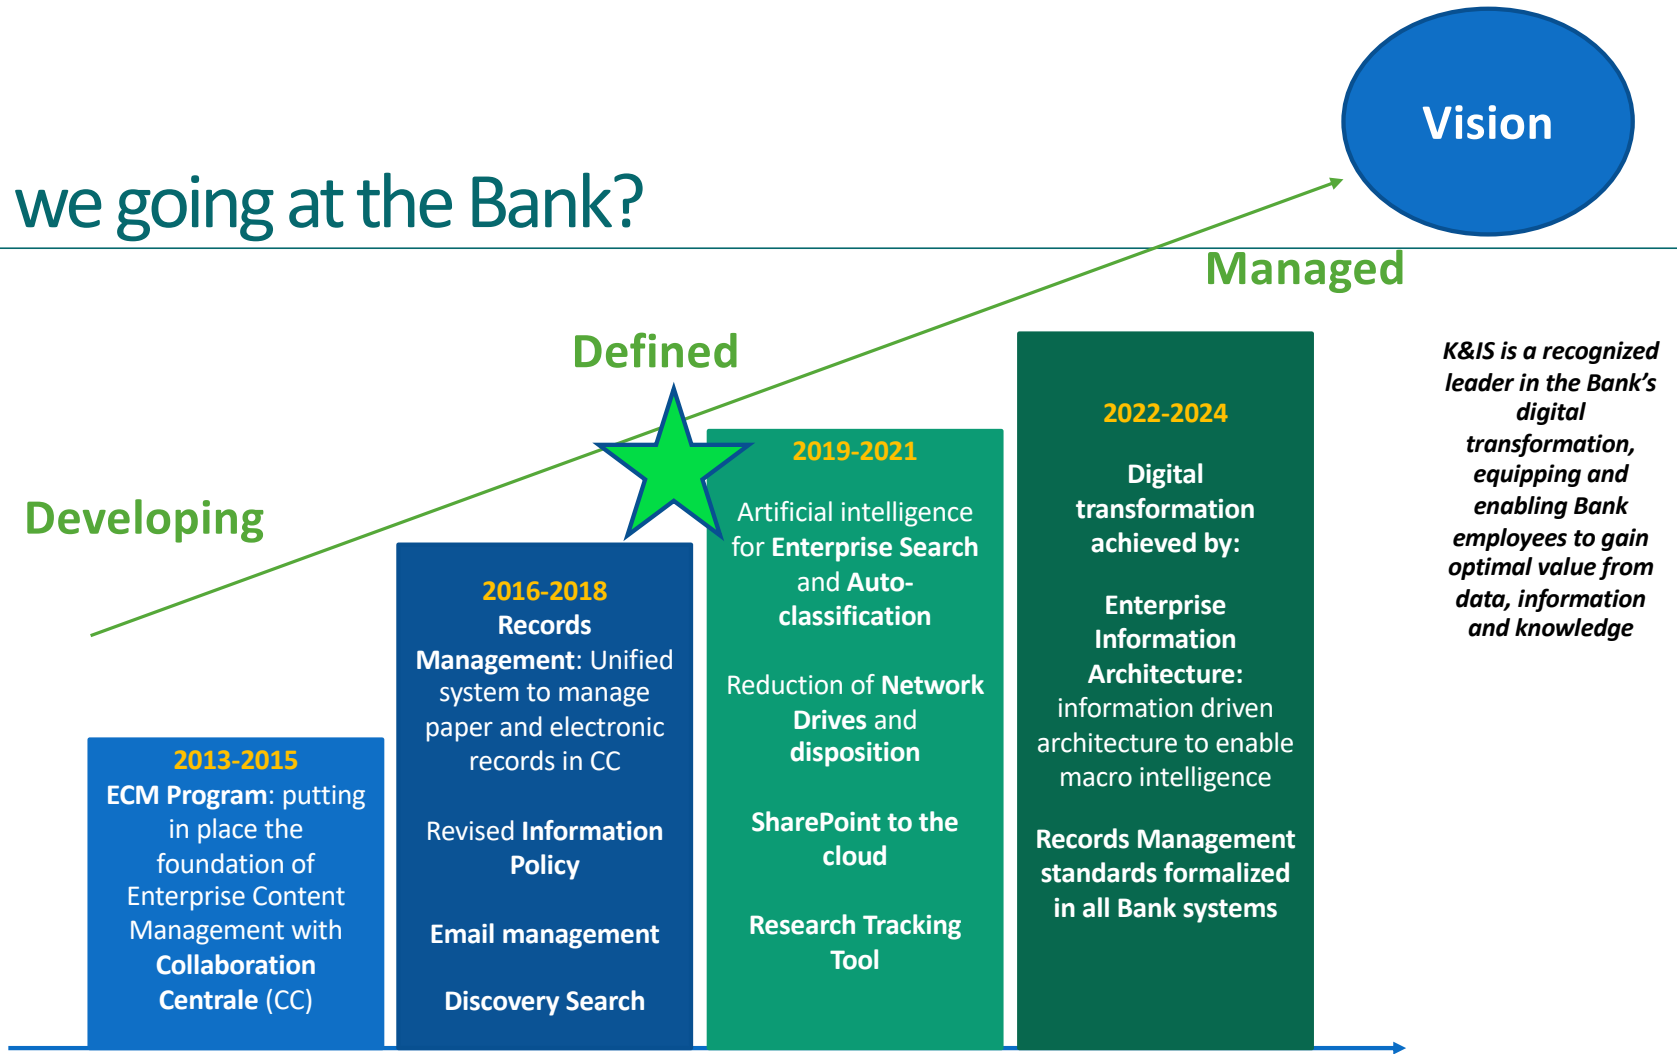 Vision
we going at the Bank?
Managed
Defined
Developing
K&IS is a recognized
leader in the Bank’s
digital
transformation,
equipping and
enabling Bank
employees to gain
optimal value from
data, information
and knowledge
2013-2015
ECM Program: putting
in place the
foundation of
Enterprise Content
Management with
Collaboration
Centrale (CC)
2016-2018
Records
Management: Unified
system to manage
paper and electronic
records in CC
Revised Information
Policy
Email management
Discovery Search
2019-2021
Artificial intelligence
for Enterprise Search
and Auto-
classification
Reduction of Network
Drives and
disposition
SharePoint to the
cloud
Research Tracking
Tool
2022-2024
Digital
transformation
achieved by:
Enterprise
Information
Architecture:
information driven
architecture to enable
macro intelligence
Records Management
standards formalized
in all Bank systems